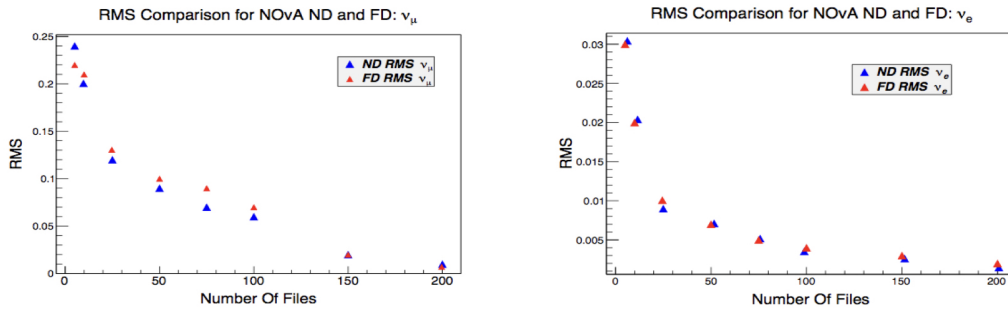 RMS Comparison for NOvA ND and FD: νμ
0.25
0.2
0.15
0.1
0.05
0
RMS
ND RMS νμ
FD RMS νμ
0
50
100
150
200
Number Of Files
RMS Comparison for NOvA ND and FD: νe
0.03
0.025
0.02
0.015
0.01
0.005
RMS
ND RMS νe
FD RMS νe
0
50
100
150
200
Number Of Files